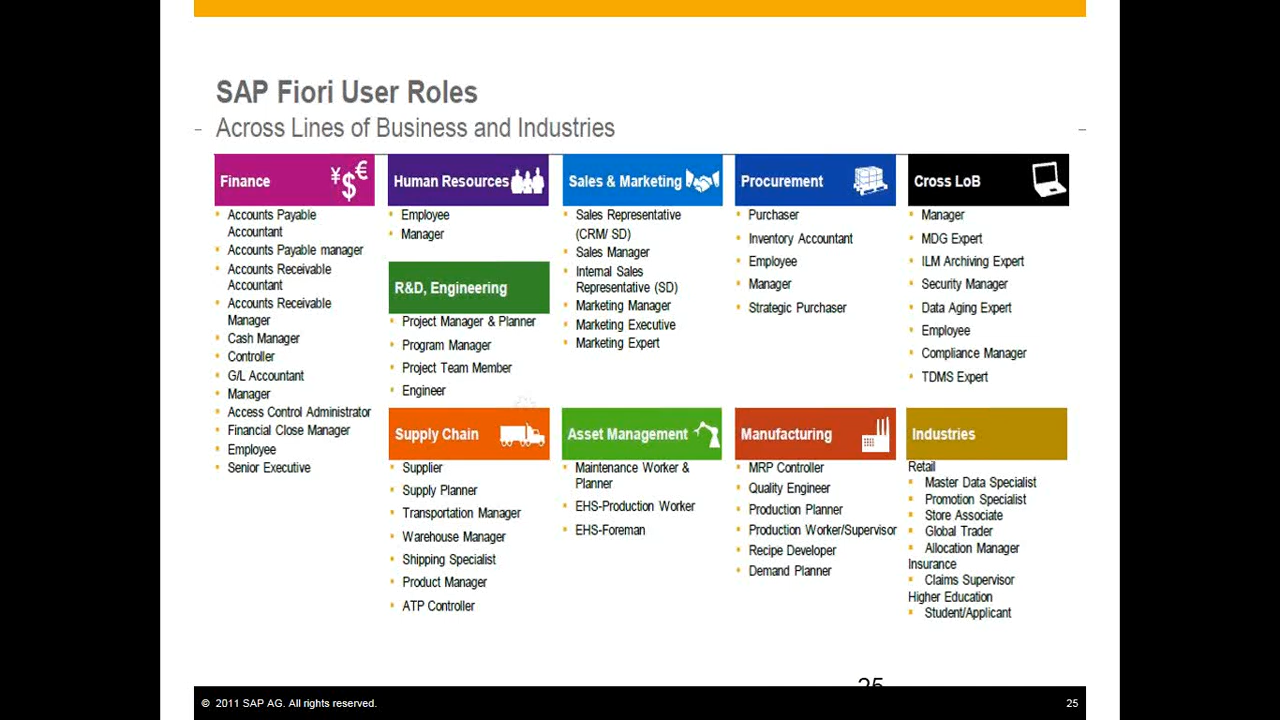 SAP Fiori User Roles
Across Lines of Business and Industries
Finance
¥$€
Accounts Payable
Accountant
Accounts Payable manager
Accounts Receivable
Accountant
Accounts Receivable
Manager
Cash Manager
Controller
G/L Accountant
Manager
Access Control Administrator
Financial Close Manager
Employee
Senior Executive
Human Resources
Employee
Manager
R&D, Engineering
Project Manager & Planner
Program Manager
Project Team Member
Engineer
Supply Chain
Supplier
Supply Planner
Transportation Manager
Warehouse Manager
Shipping Specialist
Product Manager
ATP Controller
Sales & Marketing
Sales Representative
(CRM/ SD)
Sales Manager
Internal Sales
Representative (SD)
Marketing Manager
Marketing Executive
Marketing Expert
Asset Management
Maintenance Worker &
Planner
EHS-Production Worker
EHS-Foreman
Procurement
Purchaser
Inventory Accountant
Employee
Manager
Strategic Purchaser
Manufacturing
MRP Controller
Quality Engineer
Production Planner
Production Worker/Supervisor
Recipe Developer
Demand Planner
Cross LoB
Manager
MDG Expert
ILM Archiving Expert
Security Manager
Data Aging Expert
Employee
Compliance Manager
TDMS Expert
Industries
Retail
Master Data Specialist
Promotion Specialist
Store Associate
Global Trader
Allocation Manager
Insurance
Claims Supervisor
Higher Education
Student/Applicant
25
© 2011 SAP AG. All rights reserved.
25